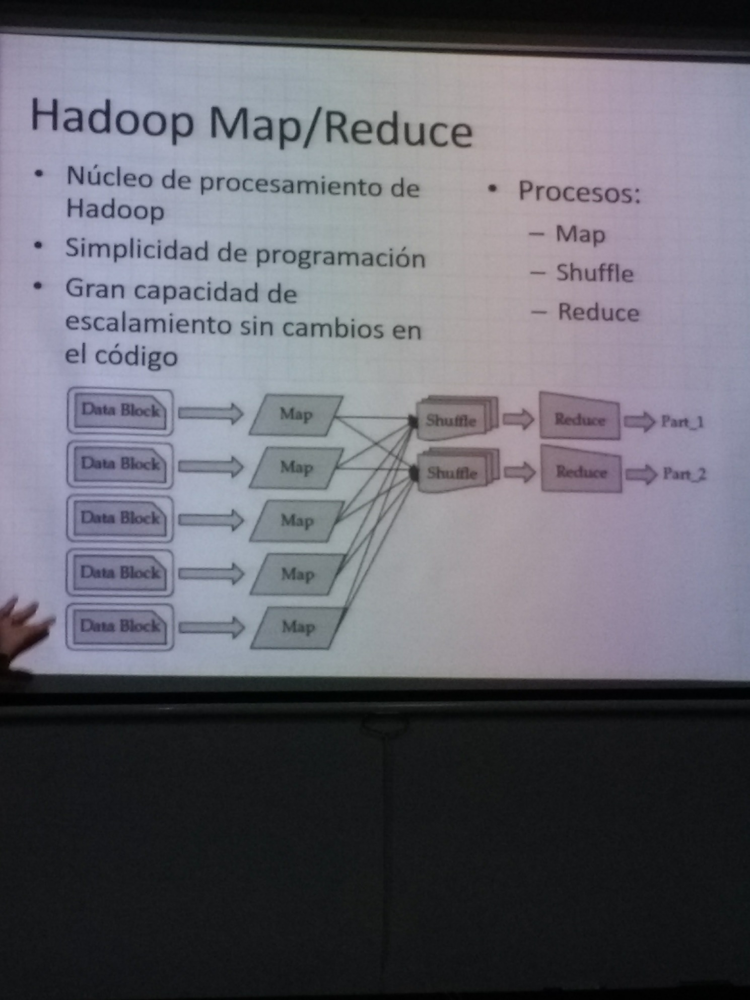 Hadoop Map/Reduce
• Núcleo de procesamiento de
Hadoop
• Simplicidad de programación
• Gran capacidad de
escalamiento sin cambios en
el código
• Procesos:
– Map
– Shuffle
– Reduce
Data Block Map Shuffle Reduce Part_1
Data Block Map Shuffle Reduce Part_2
Data Block Map
Data Block Map
Data Block Map